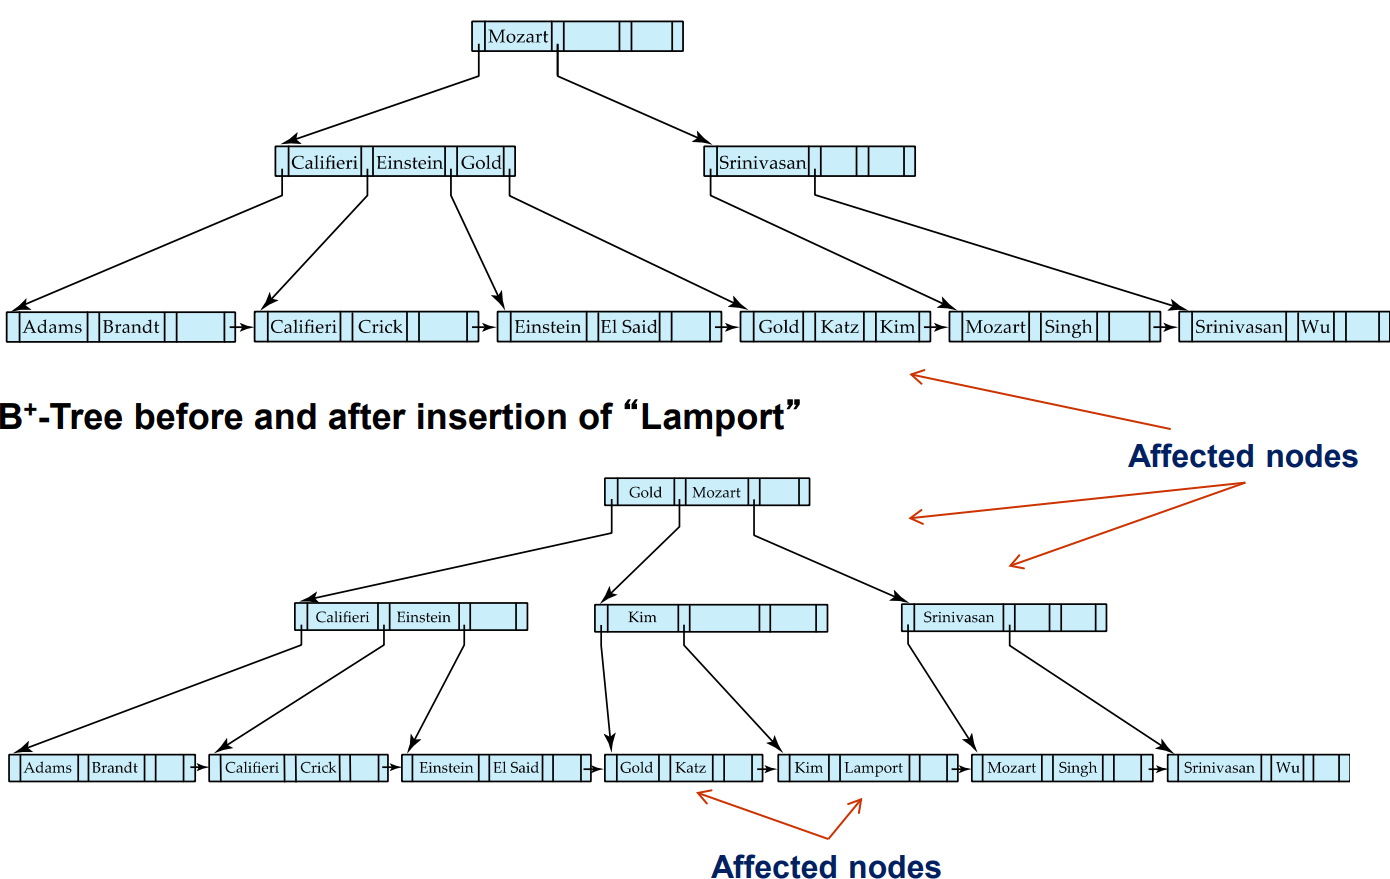 Mozart
Califieri Einstein Gold
Srinivasan
Adams Brandt
Califieri Crick
Einstein El Said
Gold Katz Kim
Mozart Singh
Srinivasan Wu
B+-Tree before and after insertion of “Lamport”
Affected nodes
Gold Mozart
Califieri Einstein
Kim
Srinivasan
Adams Brandt
Califieri Crick
Einstein El Said
Gold Katz
Kim Lamport
Mozart Singh
Srinivasan Wu
Affected nodes